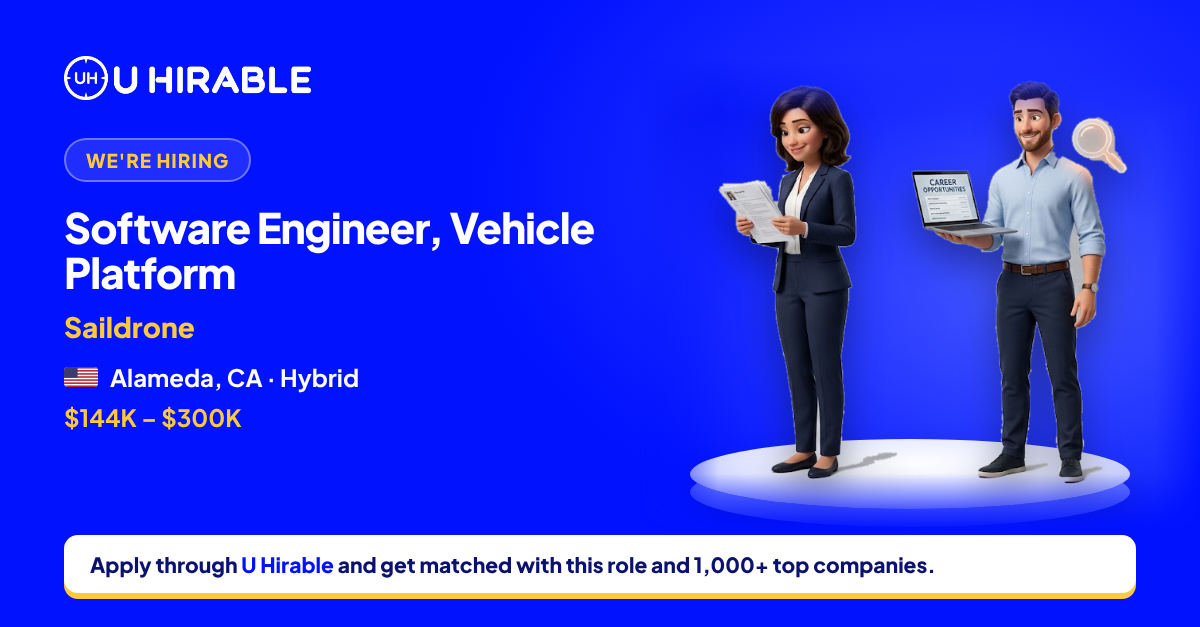 UH U HIRABLE
WE'RE HIRING
Software Engineer, Vehicle
Platform
Saildrone
Alameda, CA · Hybrid
$144K – $300K
CAREER
OPPORTUNITIES
Apply through U Hirable and get matched with this role and 1,000+ top companies.